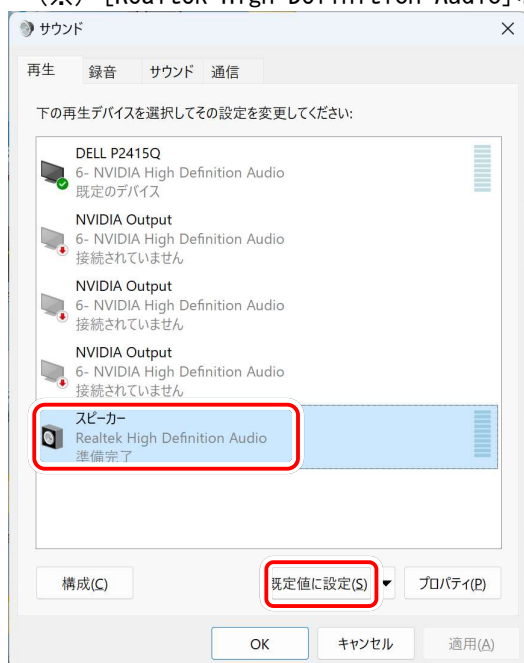 (※) [Realtek High Definition Audio]
サウンド
再生 録音 サウンド 通信
下の再生デバイスを選択してその設定を変更してください:
DELL P2415Q
6- NVIDIA High Definition Audio
既定のデバイス
NVIDIA Output
6- NVIDIA High Definition Audio
接続されていません
NVIDIA Output
6- NVIDIA High Definition Audio
接続されていません
NVIDIA Output
6- NVIDIA High Definition Audio
接続されていません
スピーカー
Realtek High Definition Audio
準備完了
構成(C) 既定値に設定(S) プロパティ(P)
OK キャンセル 適用(A)